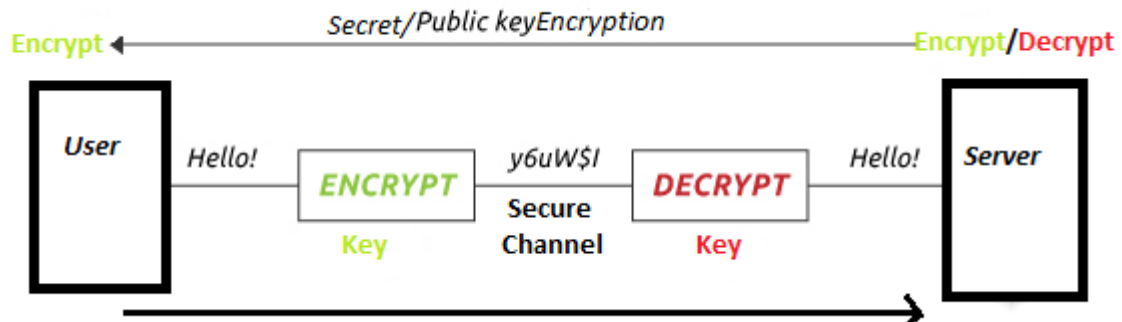 Secret/Public keyEncryption
Encrypt
Encrypt/Decrypt
User
Hello!
ENCRYPT
y6uW$I
DECRYPT
Hello!
Server
Secure
Channel
Key
Key